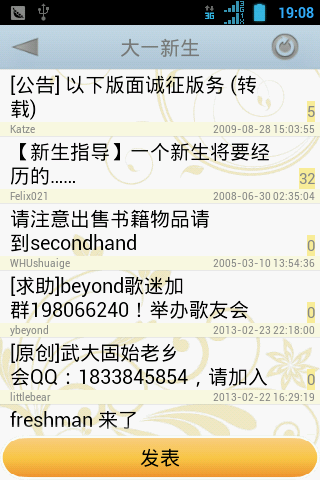 3G
19:08
大一新生
[公告] 以下版面诚征版务 (转
载)
5
Katze
2009-08-28 15:03:55
【新生指导】一个新生将要经
历的……
32
Felix021
2008-06-30 02:35:04
请注意出售书籍物品请
到secondhand
0
WHUshuaige
2005-03-10 13:54:36
[求助]beyond歌迷加
群198066240！举办歌友会
0
ybeyond
2013-02-23 22:18:00
[原创]武大固始老乡
会QQ：1833845854，请加入
0
littlebear
2013-02-22 16:29:19
freshman 来了
发表